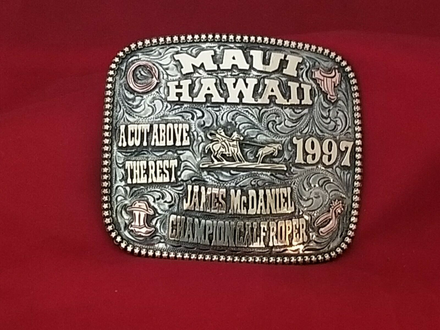 MAUI
HAWAII
A CUT ABOVE
THE REST
1997
JAMES McDANIEL
CHAMPION CALF ROPER